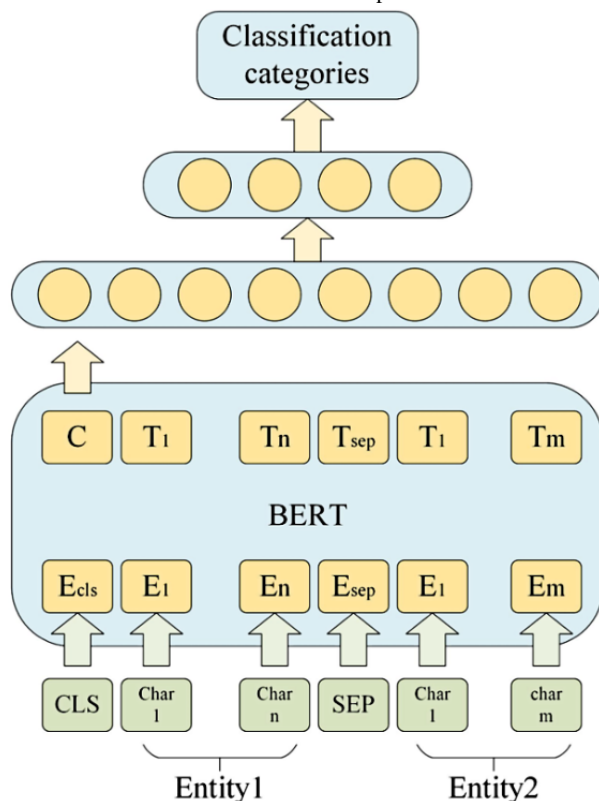 Classification
categories
C T1 Tn Tsep T1 Tm
BERT
Ecls E1 En Esep E1 Em
CLS Char 1 Char n SEP Char 1 char m
Entity1 Entity2